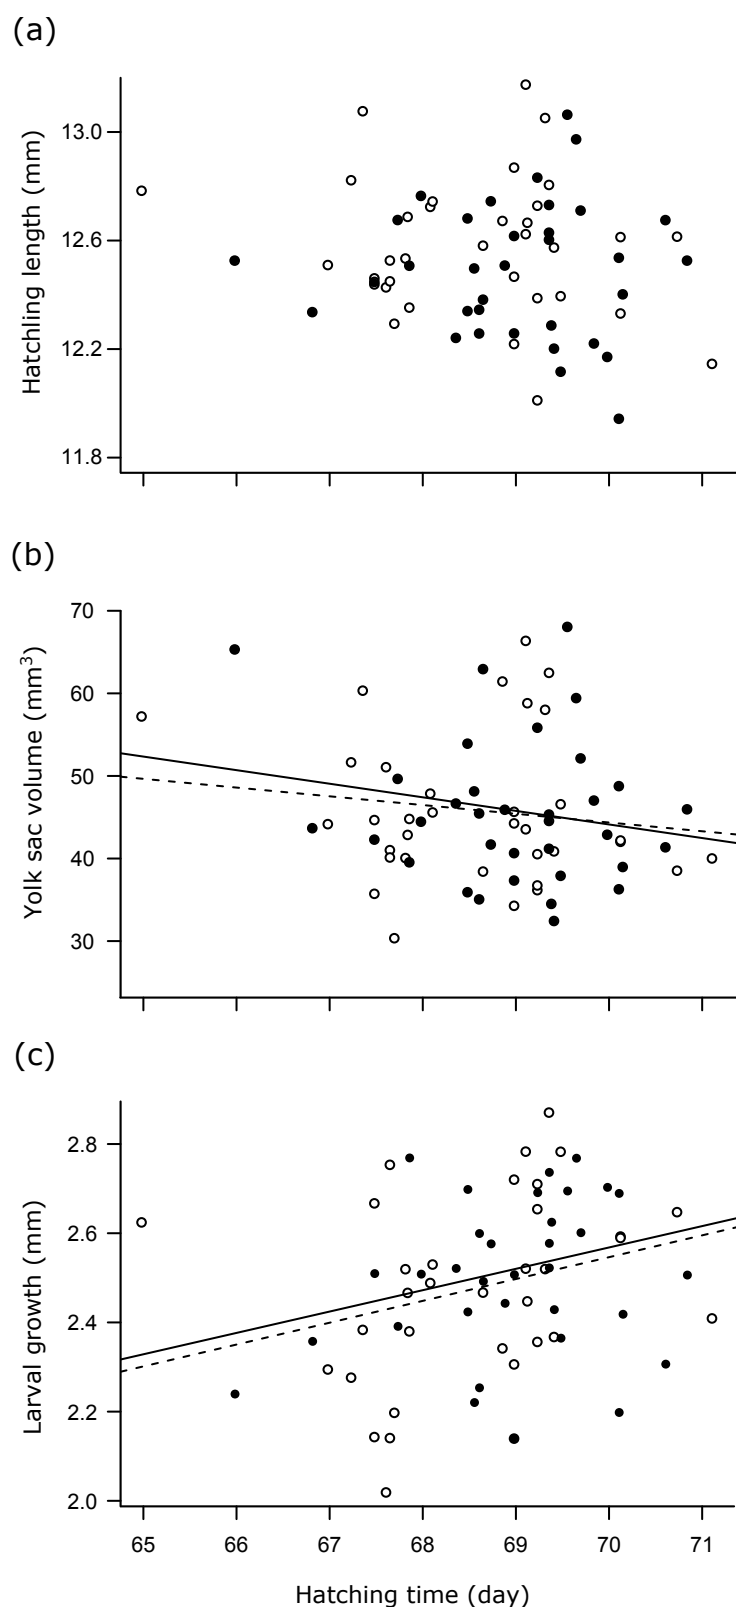 (a)
Hatchling length (mm)
13.0
12.6
12.2
11.8
(b)
Yolk sac volume (mm³)
70
60
50
40
30
(c)
Larval growth (mm)
2.8
2.6
2.4
2.2
2.0
65 66 67 68 69 70 71
Hatching time (day)